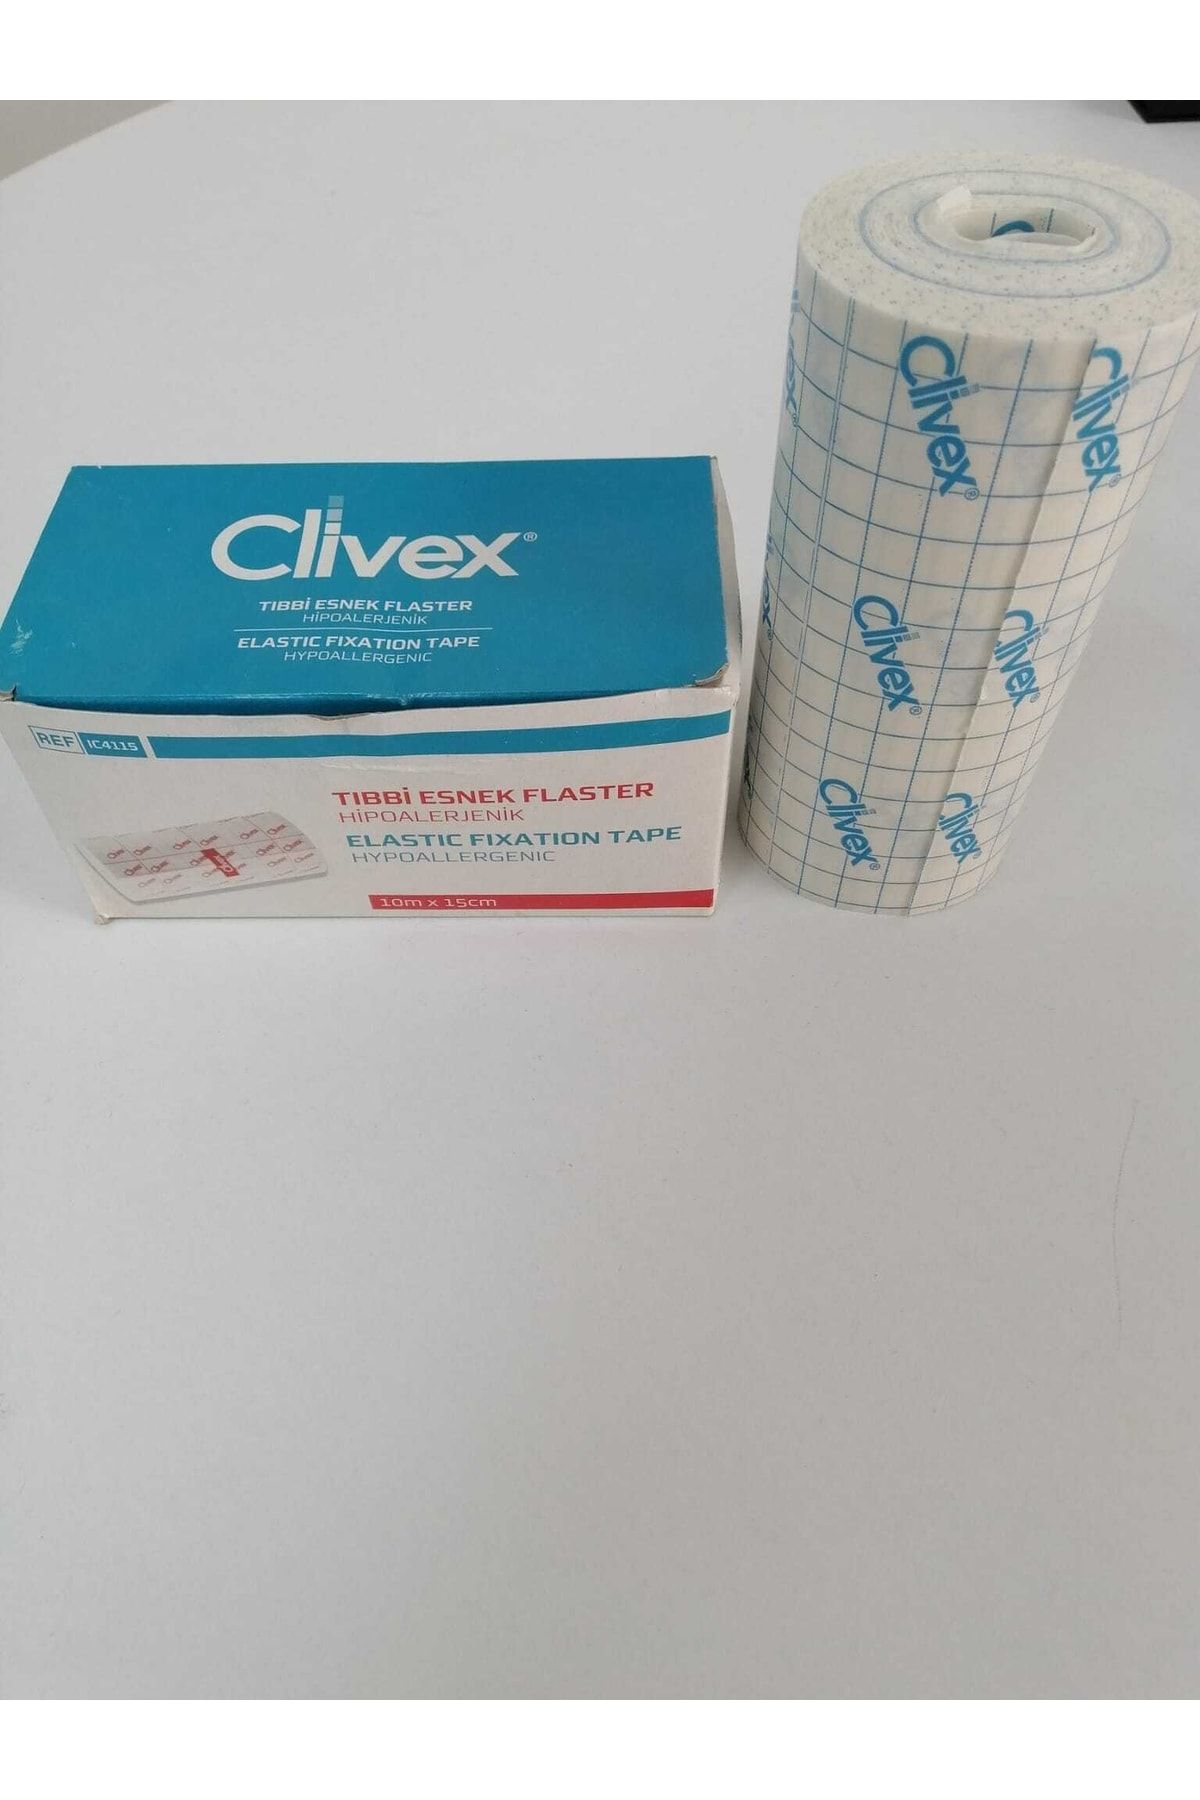 Clivex®
TIBBİ ESNEK FLASTER
HİPOALERJENİK
ELASTIC FIXATION TAPE
HYPOALLERGENIC
REF IC4115
TIBBİ ESNEK FLASTER
HİPOALERJENİK
ELASTIC FIXATION TAPE
HYPOALLERGENIC
10m x 15cm
Clivex®
Clivex®
Clivex®
Clivex®
Clivex®
Clivex®